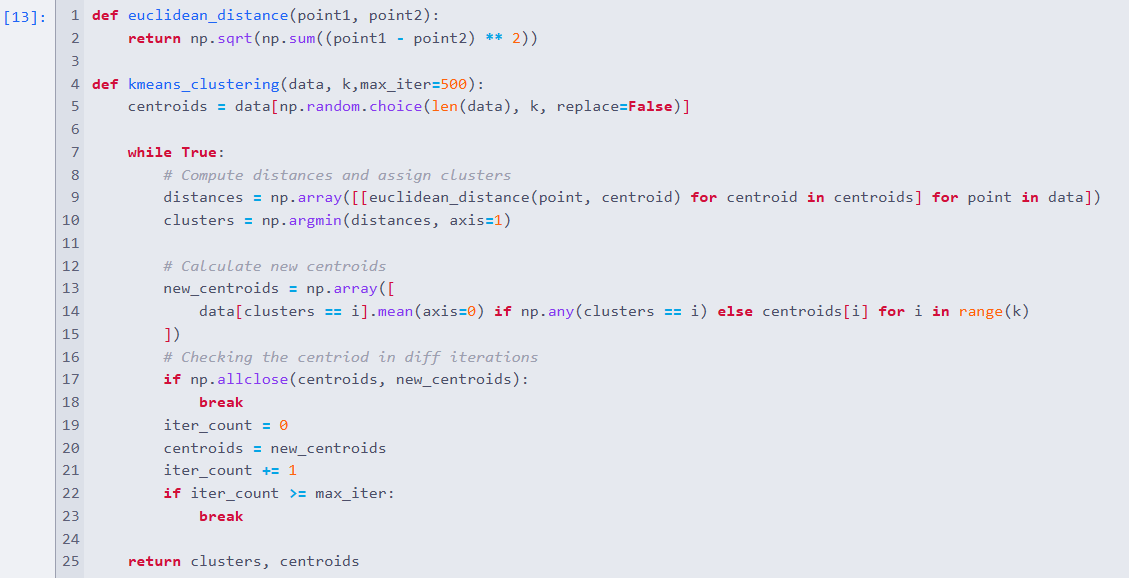 [13]:
1 def euclidean_distance(point1, point2):
2     return np.sqrt(np.sum((point1 - point2) ** 2))
3
4 def kmeans_clustering(data, k,max_iter=500):
5     centroids = data[np.random.choice(len(data), k, replace=False)]
6
7     while True:
8         # Compute distances and assign clusters
9         distances = np.array([[euclidean_distance(point, centroid) for centroid in centroids] for point in data])
10         clusters = np.argmin(distances, axis=1)
11
12         # Calculate new centroids
13         new_centroids = np.array([
14             data[clusters == i].mean(axis=0) if np.any(clusters == i) else centroids[i] for i in range(k)
15         ])
16         # Checking the centriod in diff iterations
17         if np.allclose(centroids, new_centroids):
18             break
19         iter_count = 0
20         centroids = new_centroids
21         iter_count += 1
22         if iter_count >= max_iter:
23             break
24
25     return clusters, centroids